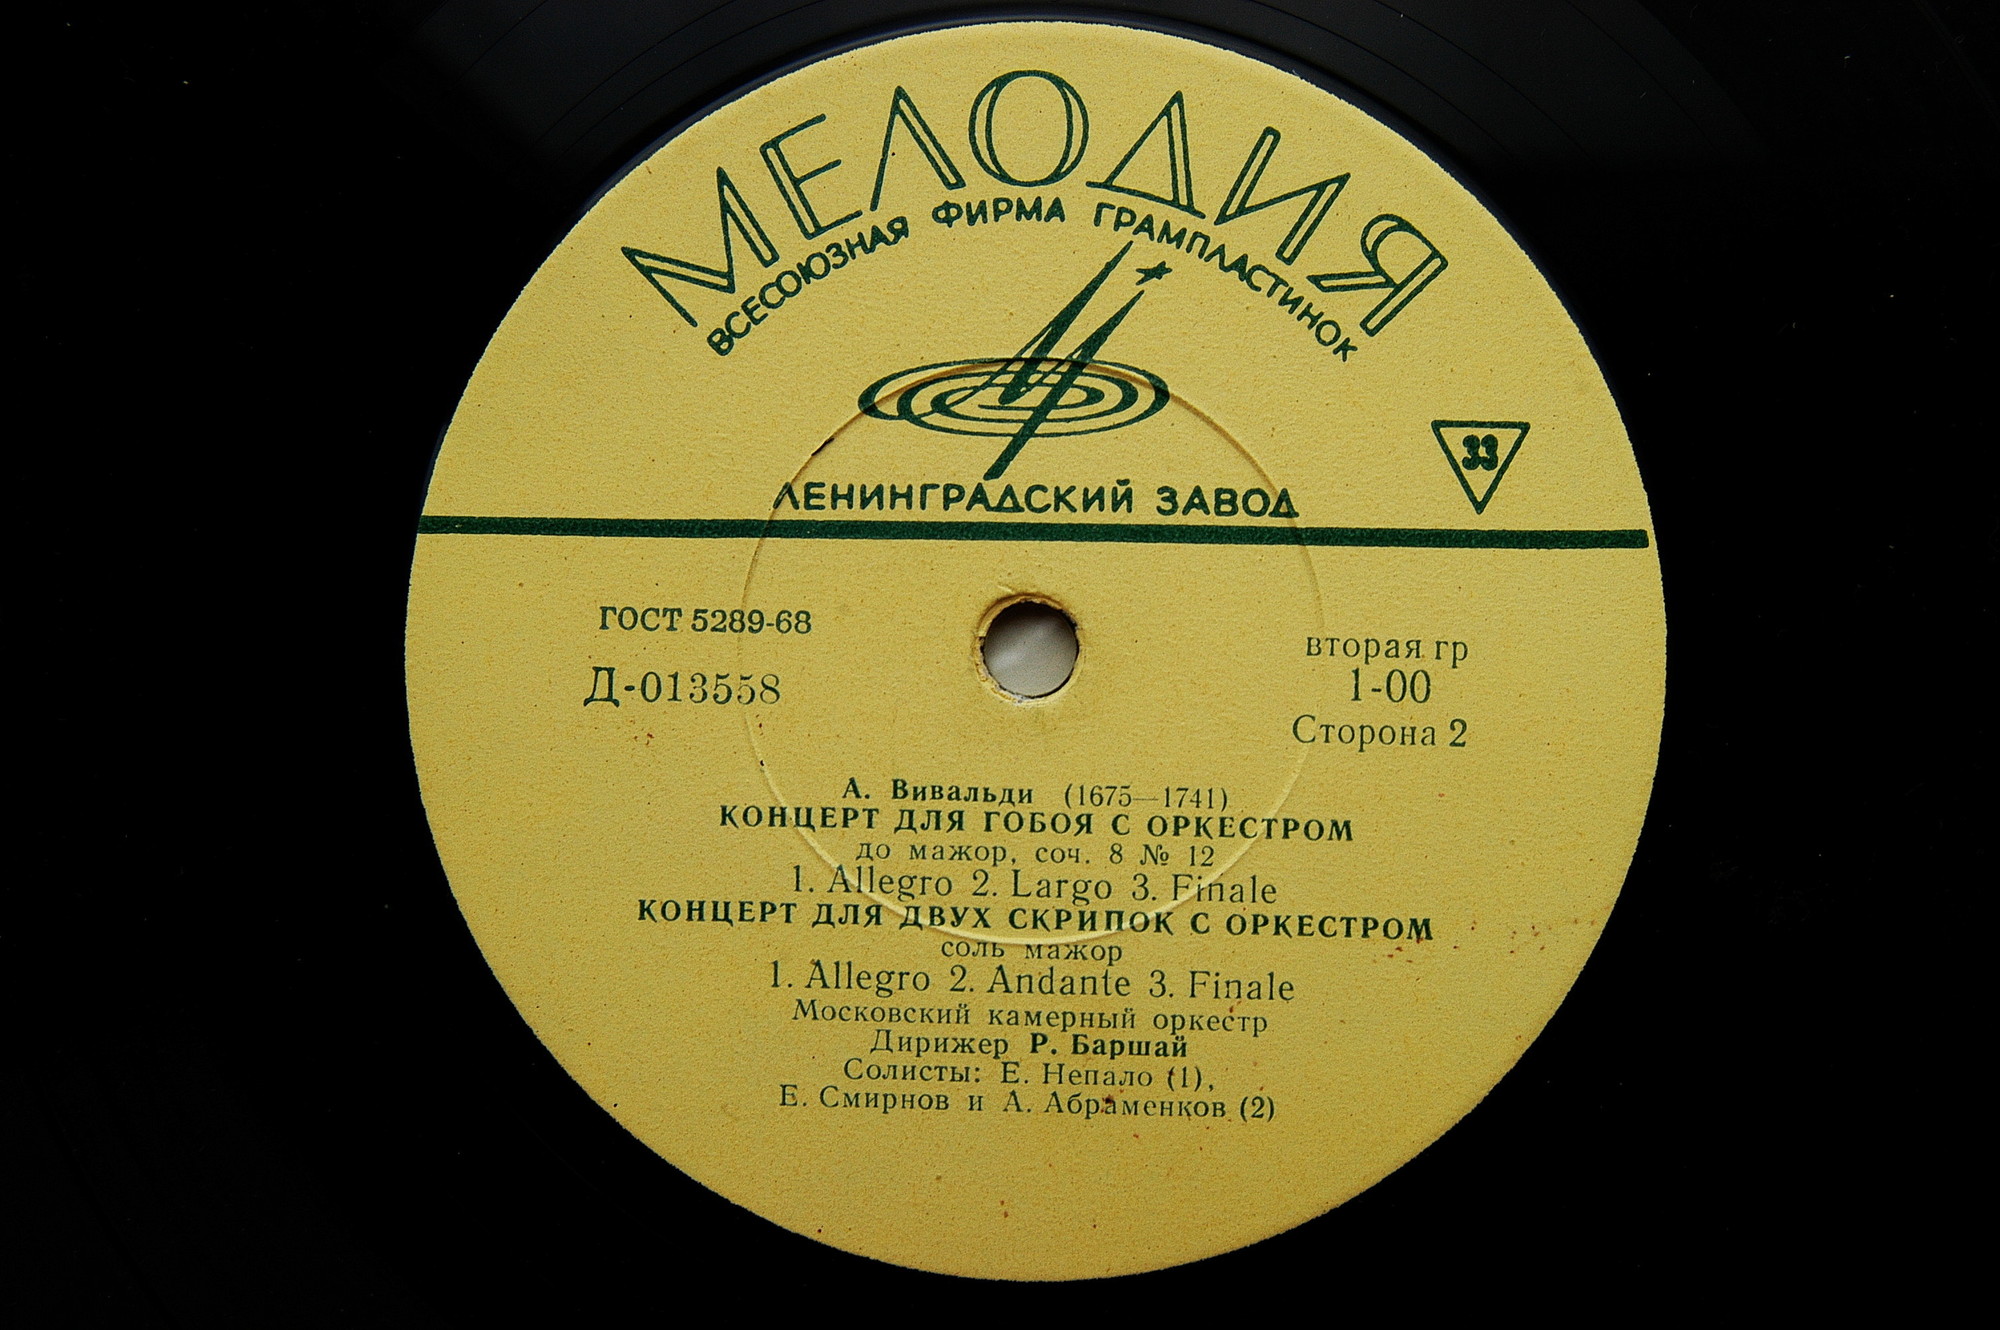 МЕЛОДИЯ
ВСЕСОЮЗНАЯ ФИРМА ГРАМПЛАСТИНОК
33
ЛЕНИНГРАДСКИЙ ЗАВОД
ГОСТ 5289-68
Д-013558
вторая гр
1-00
Сторона 2
А. Вивальди (1675—1741)
КОНЦЕРТ ДЛЯ ГОБОЯ С ОРКЕСТРОМ
до мажор, соч. 8 № 12
1. Allegro 2. Largo 3. Finale
КОНЦЕРТ ДЛЯ ДВУХ СКРИПОК С ОРКЕСТРОМ
соль мажор
1. Allegro 2. Andante 3. Finale
Московский камерный оркестр
Дирижер Р. Баршай
Солисты: Е. Непало (1),
Е. Смирнов и А. Абраменков (2)